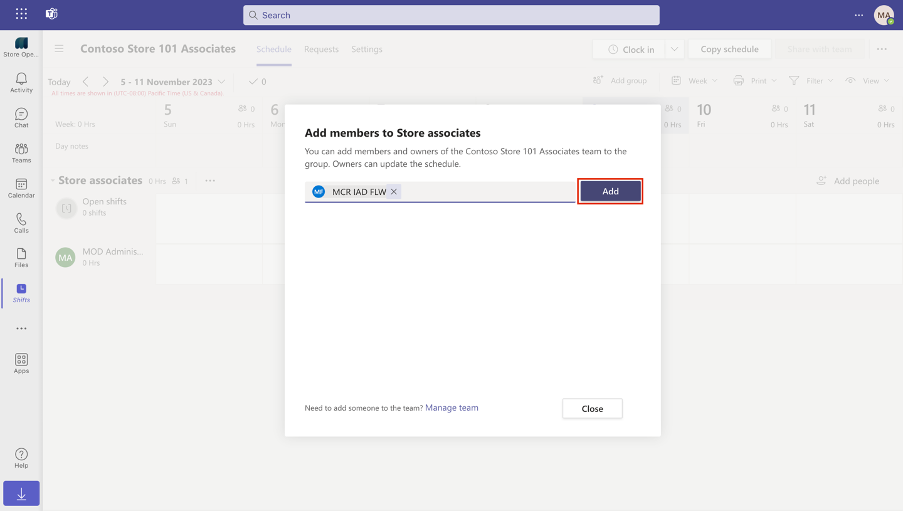 Search
MA
Store Ope...
Activity
Chat
Teams
Calendar
Calls
Files
Shifts
Apps
Help
Contoso Store 101 Associates
Schedule
Requests
Settings
Clock in
Copy schedule
Share with team
Today
5 - 11 November 2023
0
Add group
Week
Print
Filter
View
All times are shown in (UTC-08:00) Pacific Time (US & Canada).
Week: 0 Hrs
5
Sun
0
0 Hrs
6
Mon
0
0 Hrs
10
Fri
0
0 Hrs
11
Sat
0
0 Hrs
Day notes
Store associates
0 Hrs
1
Add people
Open shifts
0 shifts
MA
MOD Adminis...
0 Hrs
Add members to Store associates
You can add members and owners of the Contoso Store 101 Associates team to the
group. Owners can update the schedule.
MF
MCR IAD FLW
Add
Need to add someone to the team? Manage team
Close